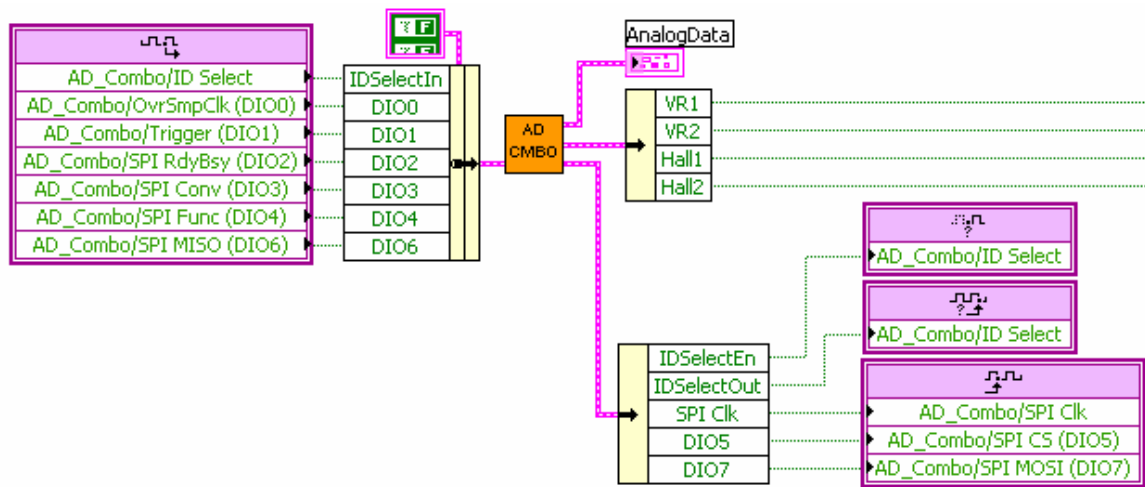 AD_Combo/ID Select
AD_Combo/OvrSmpClk (DIO0)
AD_Combo/Trigger (DIO1)
AD_Combo/SPI RdyBsy (DIO2)
AD_Combo/SPI Conv (DIO3)
AD_Combo/SPI Func (DIO4)
AD_Combo/SPI MISO (DIO6)
? F
IDSelectIn
DIO0
DIO1
DIO2
DIO3
DIO4
DIO6
AD
CMBO
AnalogData
VR1
VR2
Hall1
Hall2
?
AD_Combo/ID Select
?
AD_Combo/ID Select
IDSelectEn
IDSelectOut
SPI Clk
DIO5
DIO7
AD_Combo/SPI Clk
AD_Combo/SPI CS (DIO5)
AD_Combo/SPI MOSI (DIO7)